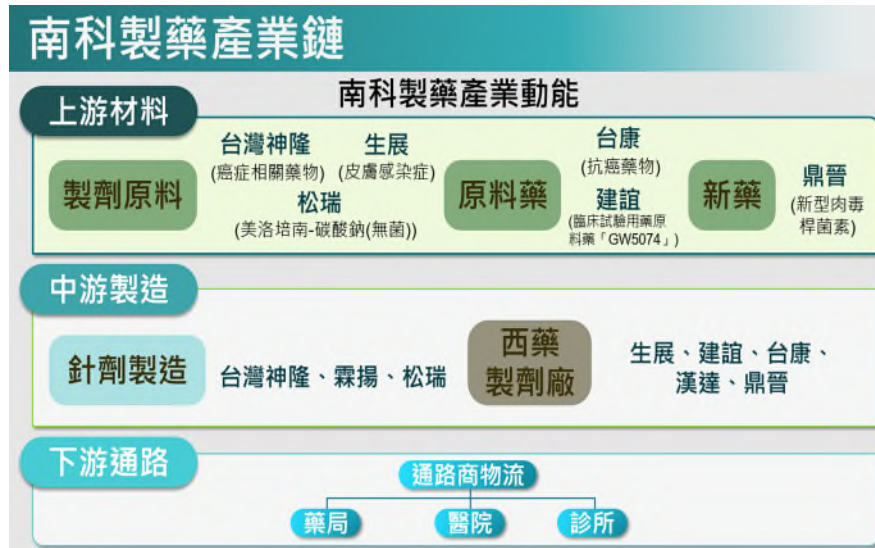 南科製藥產業鏈
南科製藥產業動能
上游材料
製劑原料
台灣神隆
(癌症相關藥物)
生展
(皮膚感染症)
松瑞
(美洛培南-碳酸鈉(無菌))
原料藥
台康
(抗癌藥物)
建誼
(臨床試驗用藥原
料藥「GW5074」)
新藥
鼎晉
(新型肉毒
桿菌素)
中游製造
針劑製造
台灣神隆、霖揚、松瑞
西藥
製劑廠
生展、建誼、台康、
漢達、鼎晉
下游通路
通路商物流
藥局
醫院
診所